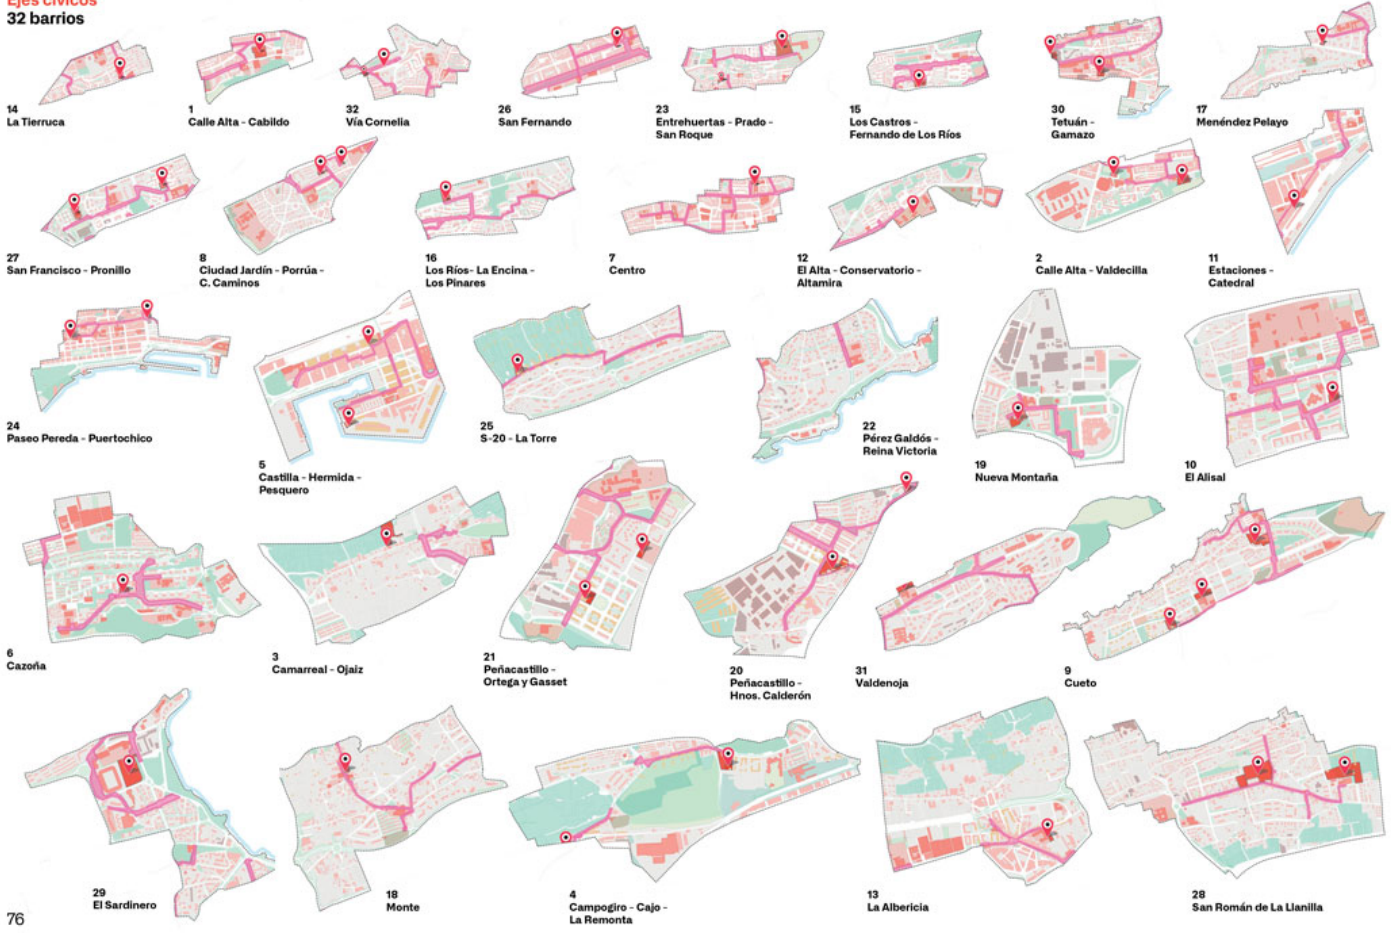 Ejes cívicos
32 barrios
14
La Tierruca
1
Calle Alta - Cabildo
32
Vía Cornelia
26
San Fernando
23
Entrehuertas - Prado -
San Roque
15
Los Castros -
Fernando de Los Ríos
30
Tetuán -
Gamazo
17
Menéndez Pelayo
27
San Francisco - Pronillo
8
Ciudad Jardín - Porrúa -
C. Caminos
16
Los Ríos- La Encina -
Los Pinares
7
Centro
12
El Alta - Conservatorio -
Altamira
2
Calle Alta - Valdecilla
11
Estaciones -
Catedral
24
Paseo Pereda - Puertochico
5
Castilla - Hermida -
Pesquero
25
S-20 - La Torre
22
Pérez Galdós -
Reina Victoria
19
Nueva Montaña
10
El Alisal
6
Cazoña
3
Camarreal - Ojaiz
21
Peñacastillo -
Ortega y Gasset
20
Peñacastillo -
Hnos. Calderón
31
Valdenoja
9
Cueto
29
El Sardinero
18
Monte
4
Campogiro - Cajo -
La Remonta
13
La Albericia
28
San Román de La Llanilla
76